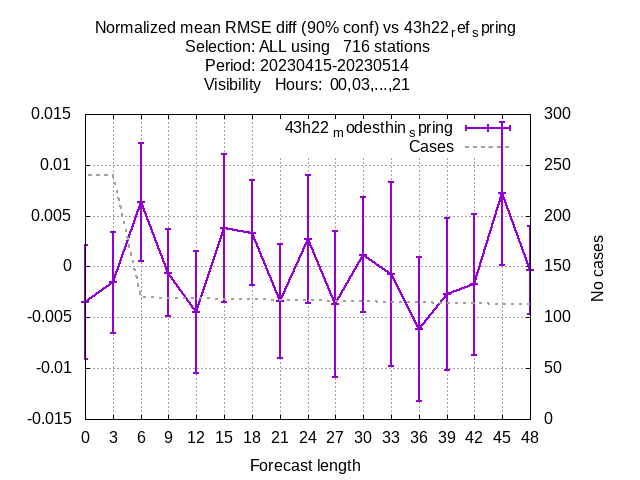 Normalized mean RMSE diff (90% conf) vs 43h22ref spring
Selection: ALL using 716 stations
Period: 20230415-20230514
Visibility Hours: 00,03,...,21
43h22modesthinspring
Cases
0.015
0.01
0.005
0
-0.005
-0.01
-0.015
300
250
200
150
100
50
0
No cases
0 3 6 9 12 15 18 21 24 27 30 33 36 39 42 45 48
Forecast length